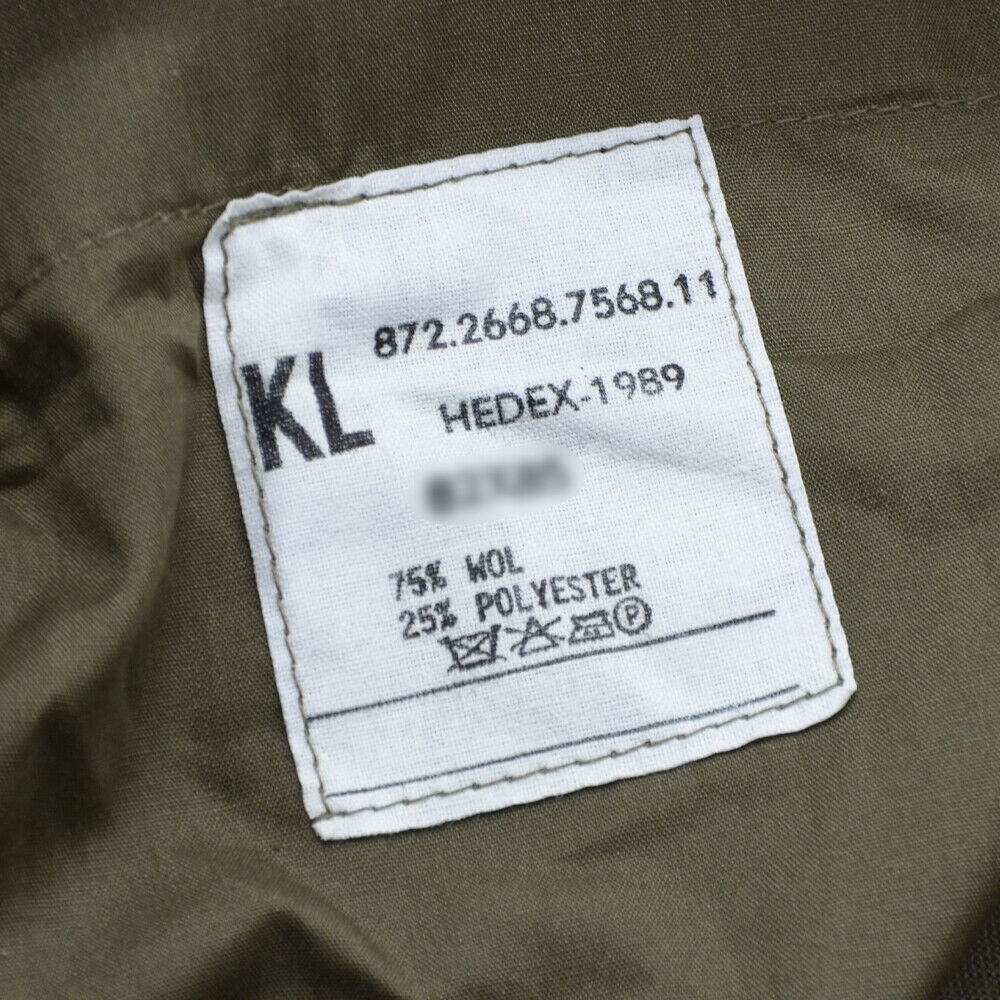 872.2668.7568.11
KL
HEDEX-1989
75% WOL
25% POLYESTER
P